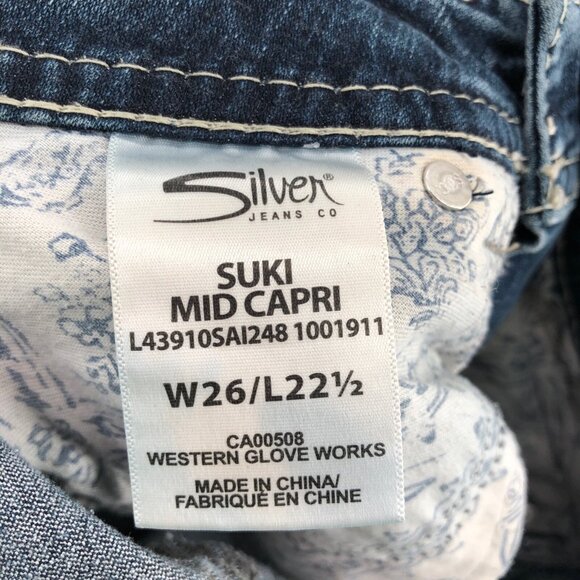 Silver®
JEANS CO
SUKI
MID CAPRI
L43910SAI248 1001911
W26/L22½
CA00508
WESTERN GLOVE WORKS
MADE IN CHINA/
FABRIQUÉ EN CHINE